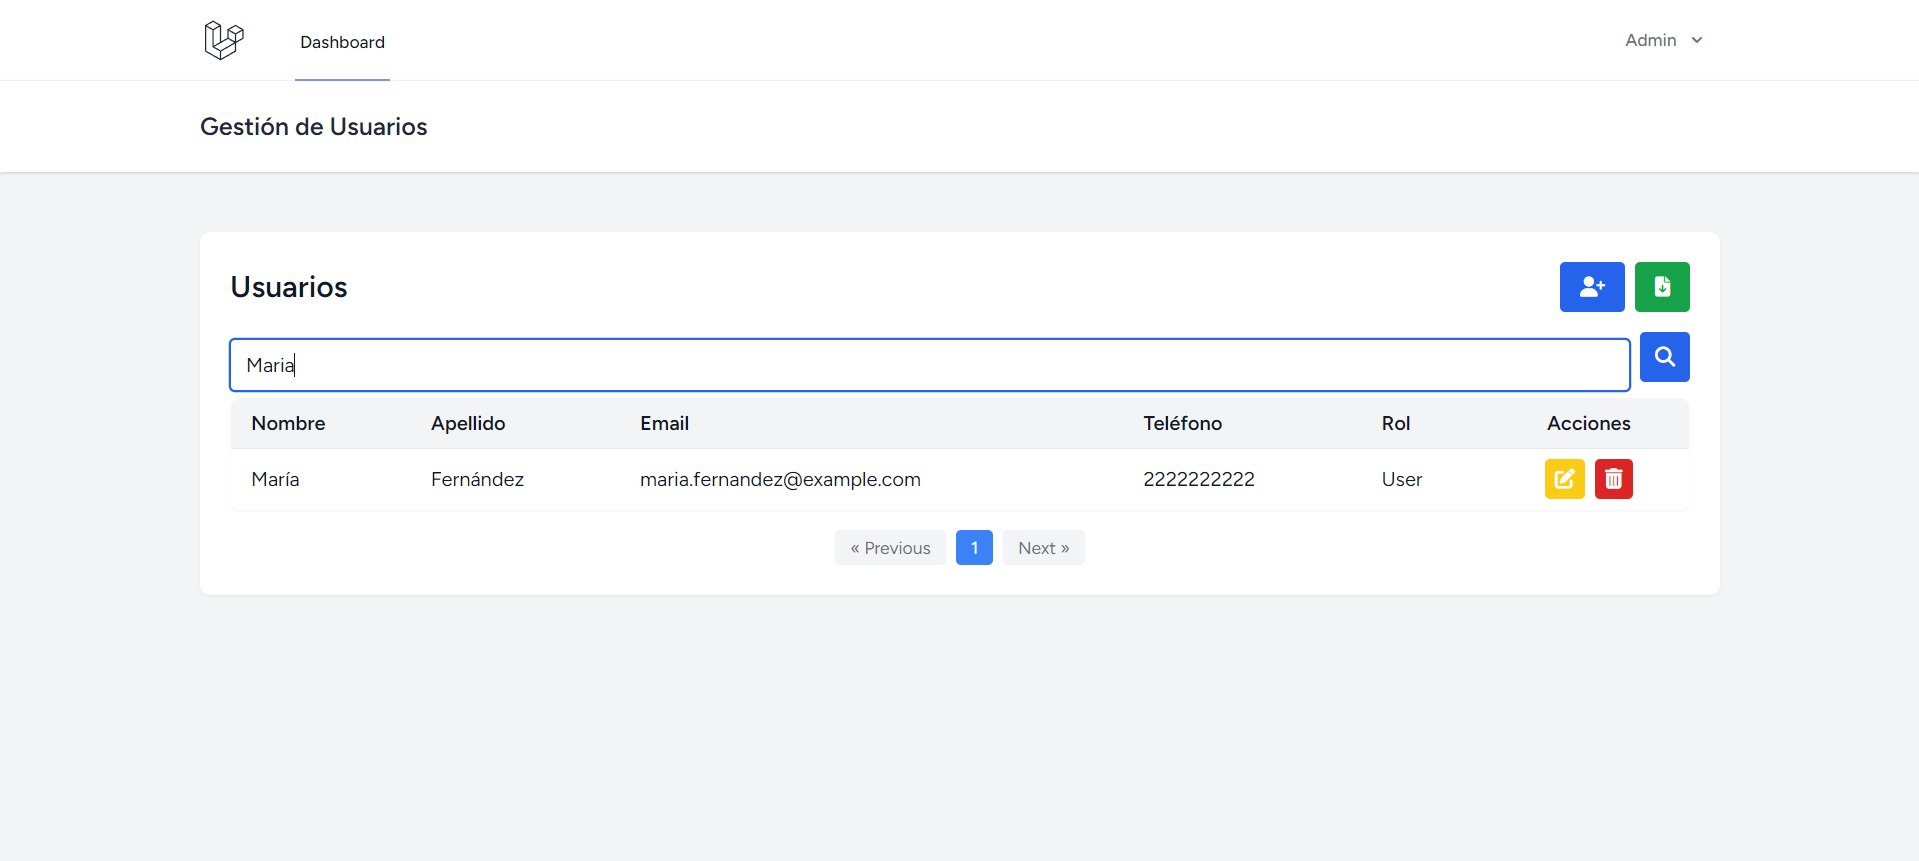 Dashboard
Admin
Gestión de Usuarios
Usuarios
Maria
Nombre Apellido Email Teléfono Rol Acciones
María Fernández maria.fernandez@example.com 2222222222 User
« Previous 1 Next »